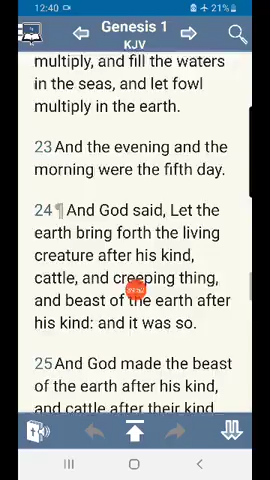 12:40 21%
Genesis 1
KJV
multiply, and fill the waters
in the seas, and let fowl
multiply in the earth.
23 And the evening and the
morning were the fifth day.
24 ¶ And God said, Let the
earth bring forth the living
creature after his kind,
cattle, and creeping thing,
and beast of the earth after
his kind: and it was so.
25 And God made the beast
of the earth after his kind,
and cattle after their kind